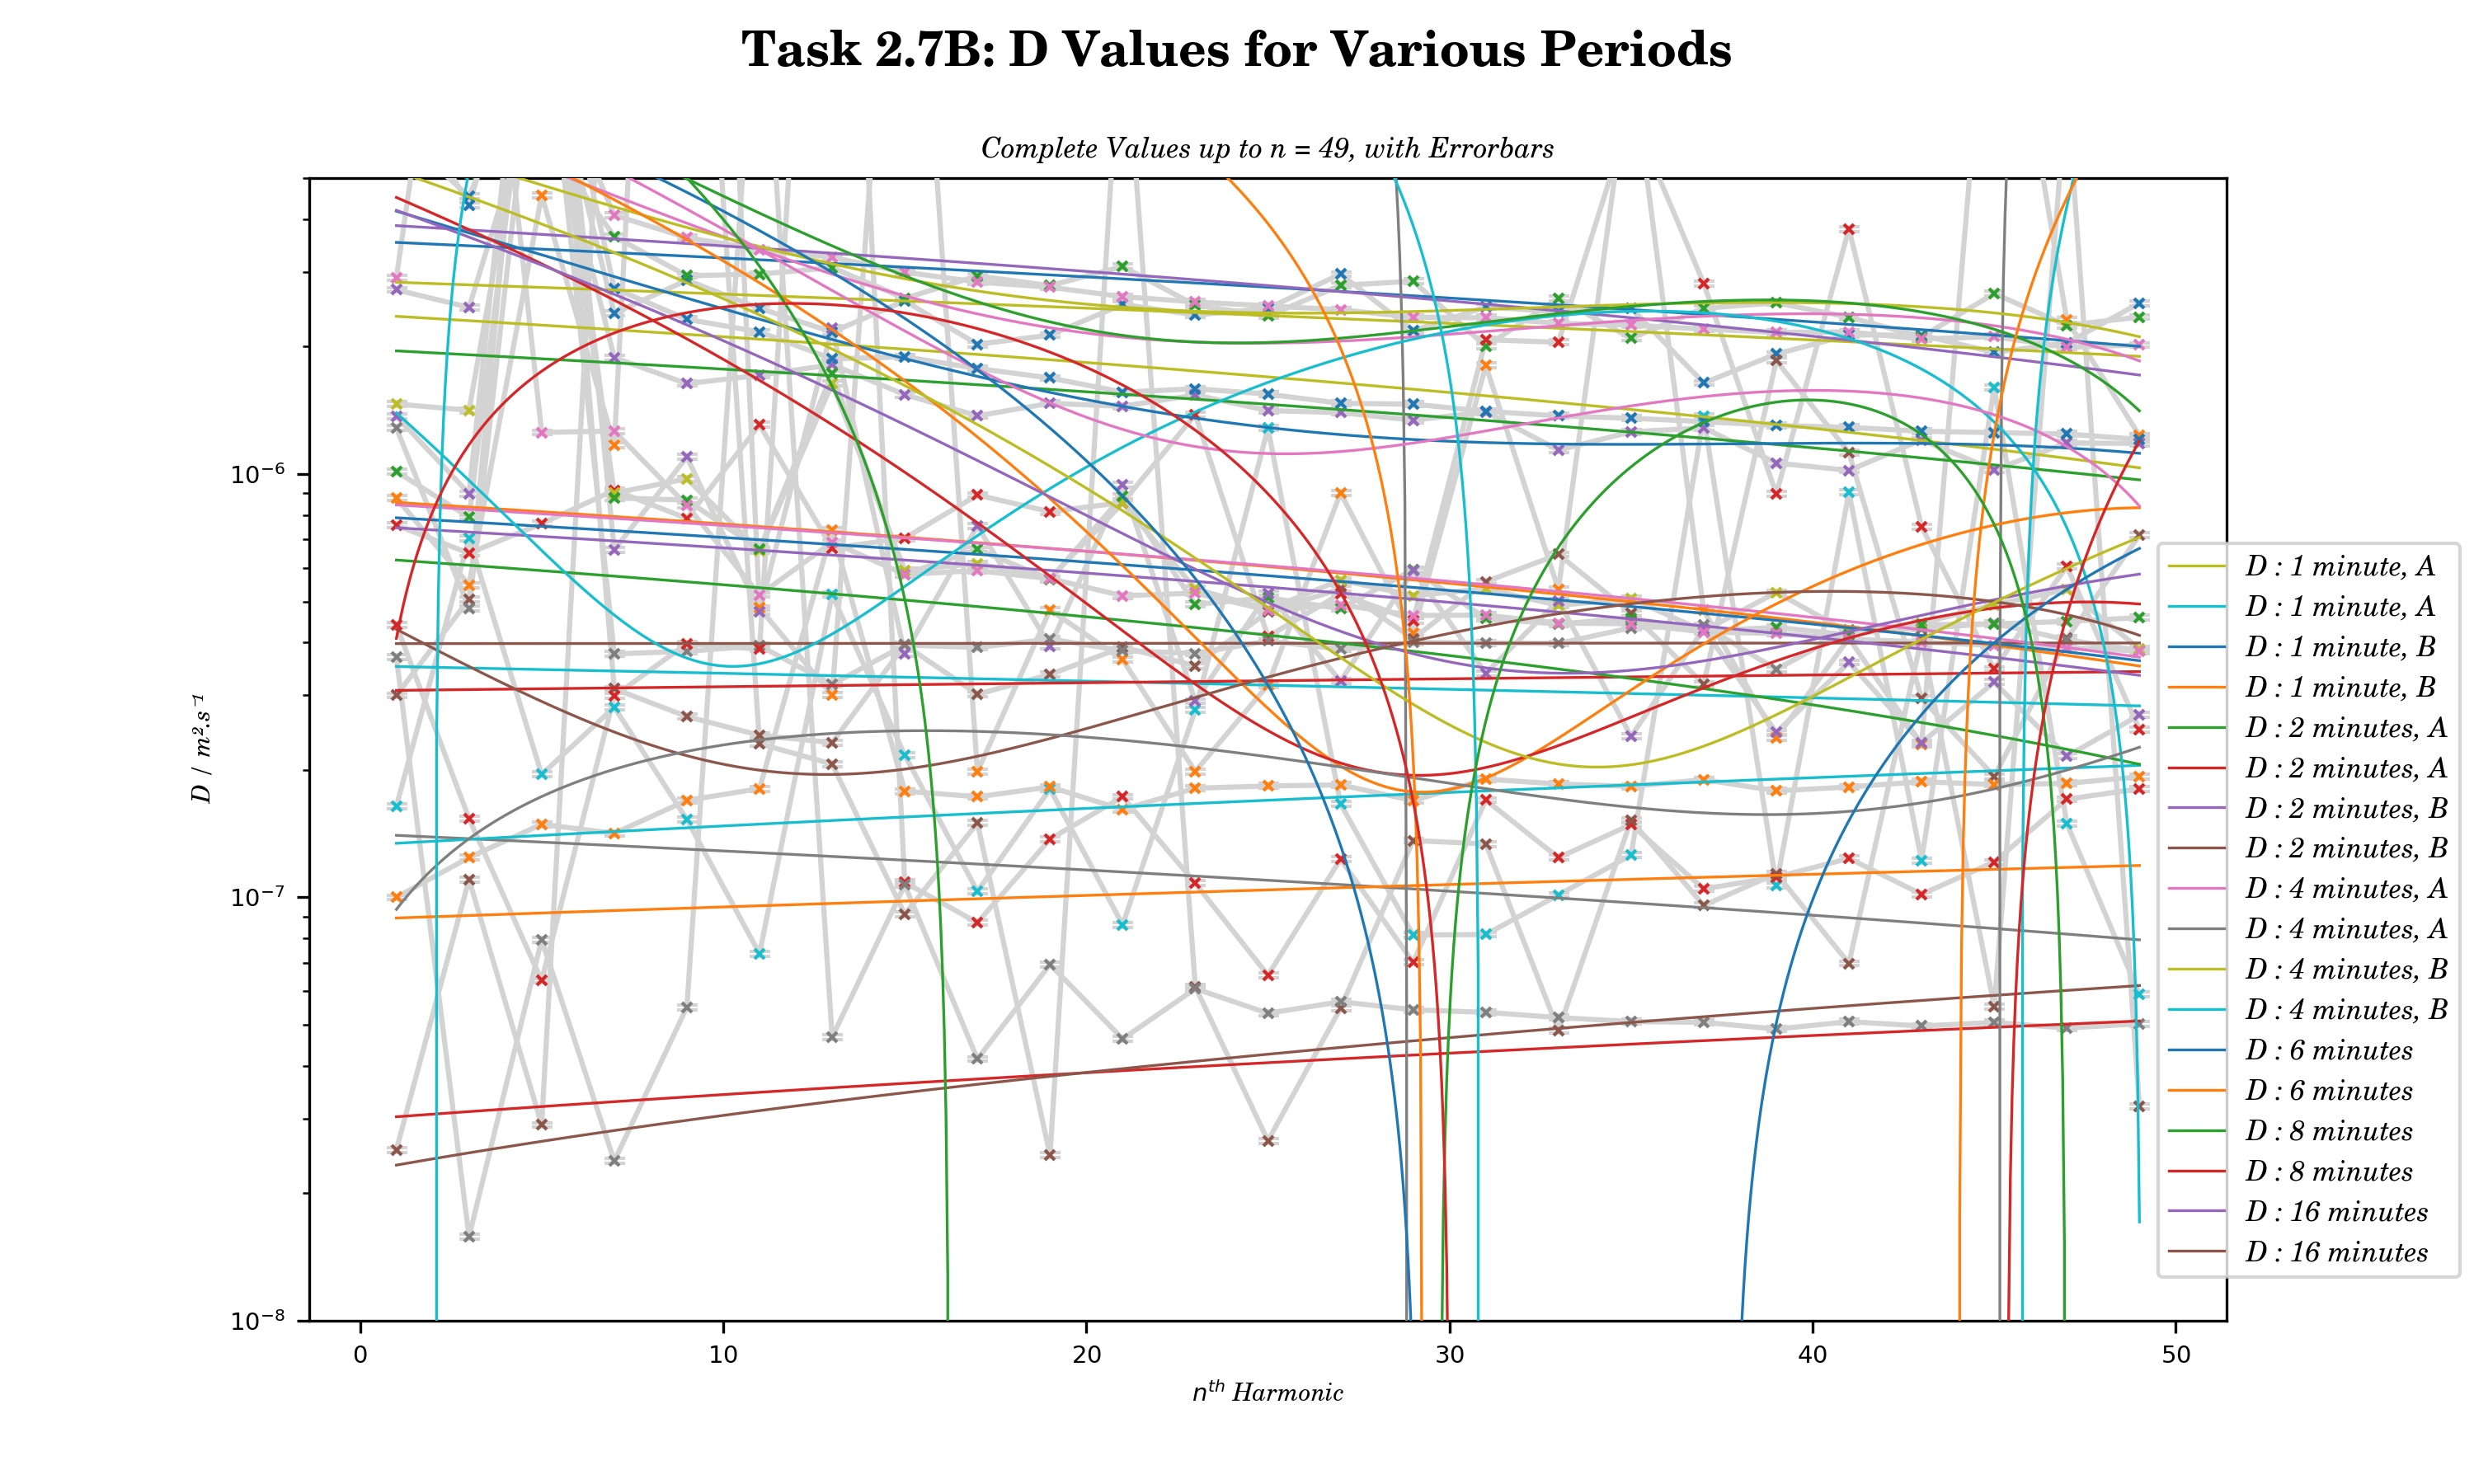 Task 2.7B: D Values for Various Periods
Complete Values up to n = 49, with Errorbars
D / m².s⁻¹
10⁻⁶
10⁻⁷
10⁻⁸
0 10 20 30 40 50
nᵗʰ Harmonic
D : 1 minute, A
D : 1 minute, A
D : 1 minute, B
D : 1 minute, B
D : 2 minutes, A
D : 2 minutes, A
D : 2 minutes, B
D : 2 minutes, B
D : 4 minutes, A
D : 4 minutes, A
D : 4 minutes, B
D : 4 minutes, B
D : 6 minutes
D : 6 minutes
D : 8 minutes
D : 8 minutes
D : 16 minutes
D : 16 minutes